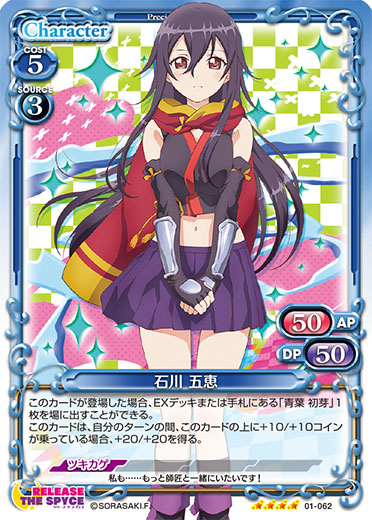 Preci
Character
COST
5
SOURCE
3
50 AP
DP 50
石川 五恵
このカードが登場した場合、EXデッキまたは手札にある「青葉 初芽」1
枚を場に出すことができる。
このカードは、自分のターンの間、このカードの上に+10/+10コイン
が乗っている場合、+20/+20を得る。
ツキカゲ
私も……もっと師匠と一緒にいたいです！
RELEASE
THE SPYCE
©SORASAKI.F.
01-062